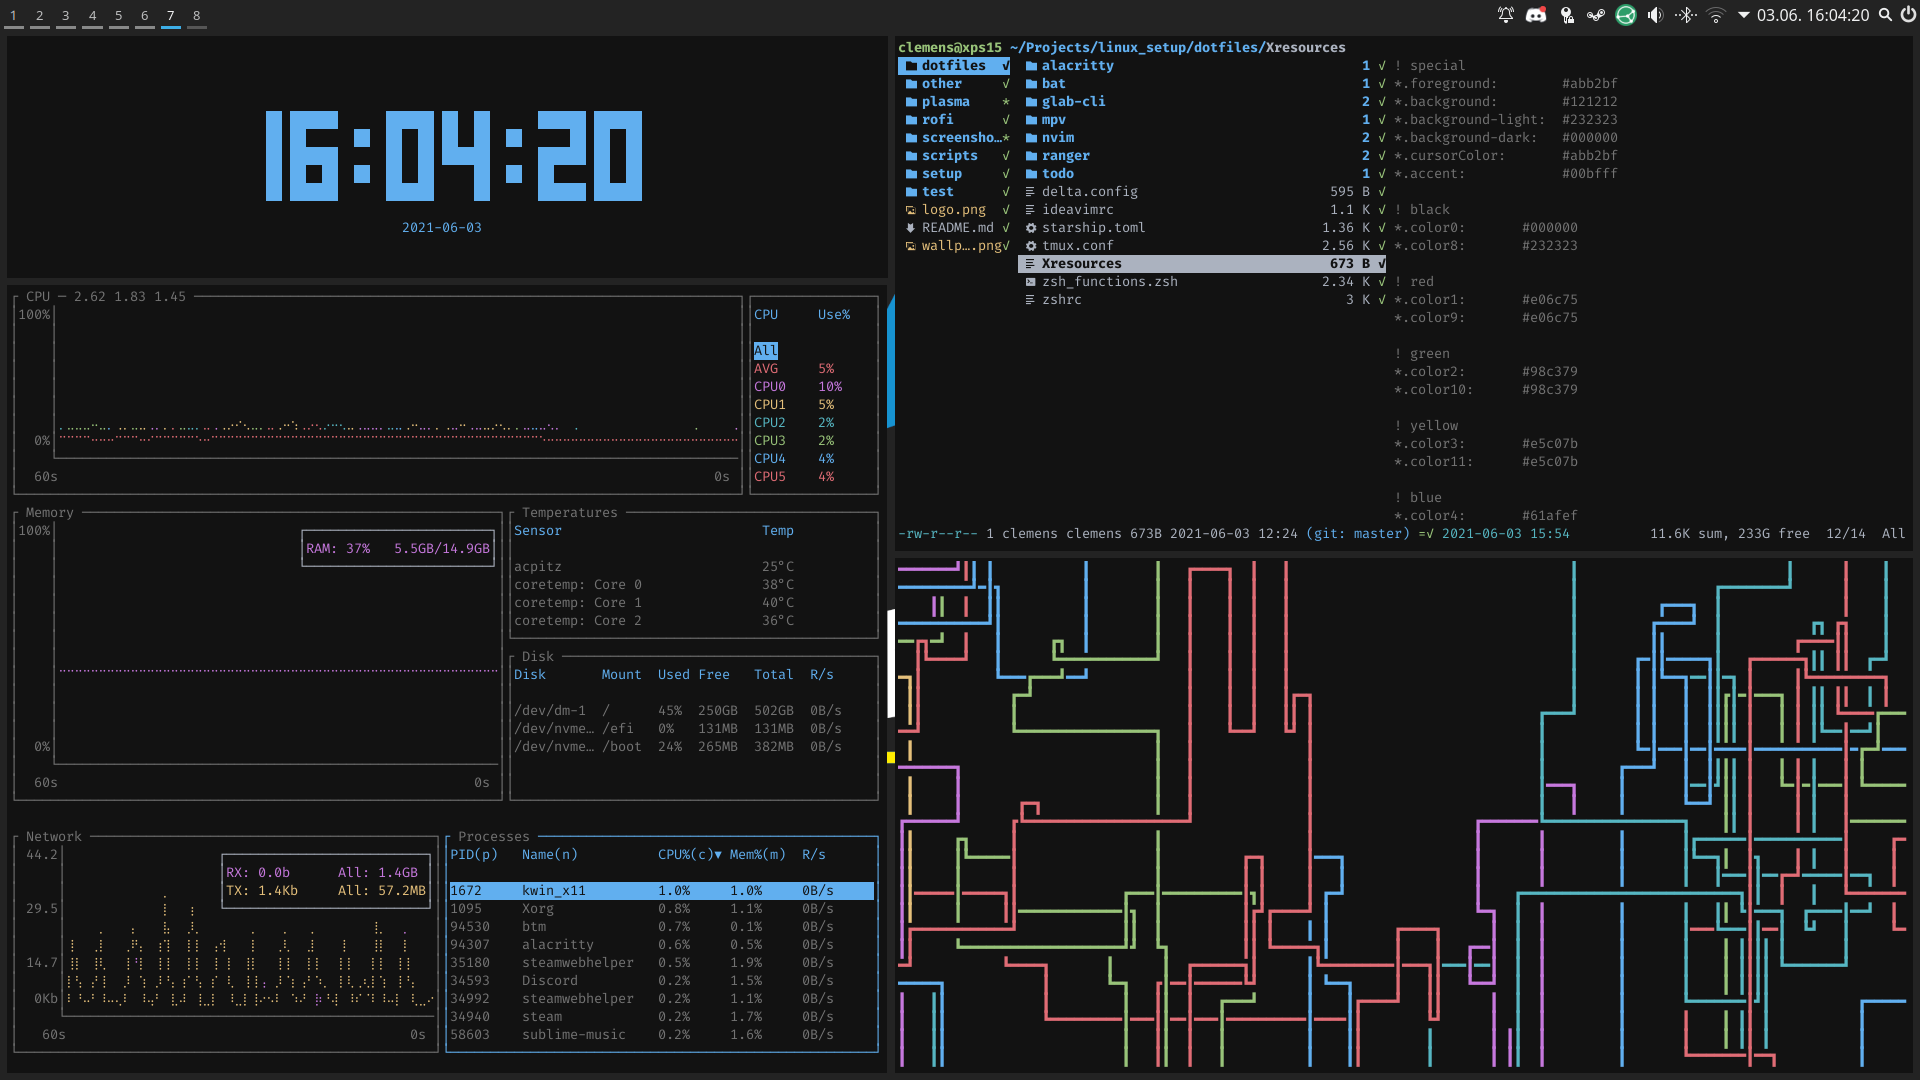 1 2 3 4 5 6 7 8
03.06. 16:04:20
16:04:20
2021-06-03
CPU — 2.62 1.83 1.45
100%
0%
60s 0s
CPU Use%
All
AVG 5%
CPU0 10%
CPU1 5%
CPU2 2%
CPU3 2%
CPU4 4%
CPU5 4%
Memory
100%
RAM: 37% 5.5GB/14.9GB
0%
60s 0s
Temperatures
Sensor Temp
acpitz 25°C
coretemp: Core 0 38°C
coretemp: Core 1 40°C
coretemp: Core 2 36°C
Disk
Disk Mount Used Free Total R/s
/dev/dm-1 / 45% 250GB 502GB 0B/s
/dev/nvme… /efi 0% 131MB 131MB 0B/s
/dev/nvme… /boot 24% 265MB 382MB 0B/s
Network
44.2
RX: 0.0b All: 1.4GB
TX: 1.4Kb All: 57.2MB
29.5
14.7
0Kb
60s 0s
Processes
PID(p) Name(n) CPU%(c)▼ Mem%(m) R/s
1672 kwin_x11 1.0% 1.0% 0B/s
1095 Xorg 0.8% 1.1% 0B/s
94530 btm 0.7% 0.1% 0B/s
94307 alacritty 0.6% 0.5% 0B/s
35180 steamwebhelper 0.5% 1.9% 0B/s
34593 Discord 0.2% 1.5% 0B/s
34992 steamwebhelper 0.2% 1.1% 0B/s
34940 steam 0.2% 1.7% 0B/s
58603 sublime-music 0.2% 1.6% 0B/s
clemens@xps15 ~/Projects/linux_setup/dotfiles/Xresources
dotfiles √
other √
plasma *
rofi √
screensho…*
scripts √
setup √
test √
logo.png √
README.md √
wallp….png√
alacritty 1 √
bat 1 √
glab-cli 2 √
mpv 1 √
nvim 2 √
ranger 2 √
todo 1 √
delta.config 595 B √
ideavimrc 1.1 K √
starship.toml 1.36 K √
tmux.conf 2.56 K √
Xresources 673 B √
zsh_functions.zsh 2.34 K √
zshrc 3 K √
! special
*.foreground: #abb2bf
*.background: #121212
*.background-light: #232323
*.background-dark: #000000
*.cursorColor: #abb2bf
*.accent: #00bfff
! black
*.color0: #000000
*.color8: #232323
! red
*.color1: #e06c75
*.color9: #e06c75
! green
*.color2: #98c379
*.color10: #98c379
! yellow
*.color3: #e5c07b
*.color11: #e5c07b
! blue
*.color4: #61afef
-rw-r--r-- 1 clemens clemens 673B 2021-06-03 12:24 (git: master) =√ 2021-06-03 15:54 11.6K sum, 233G free 12/14 All